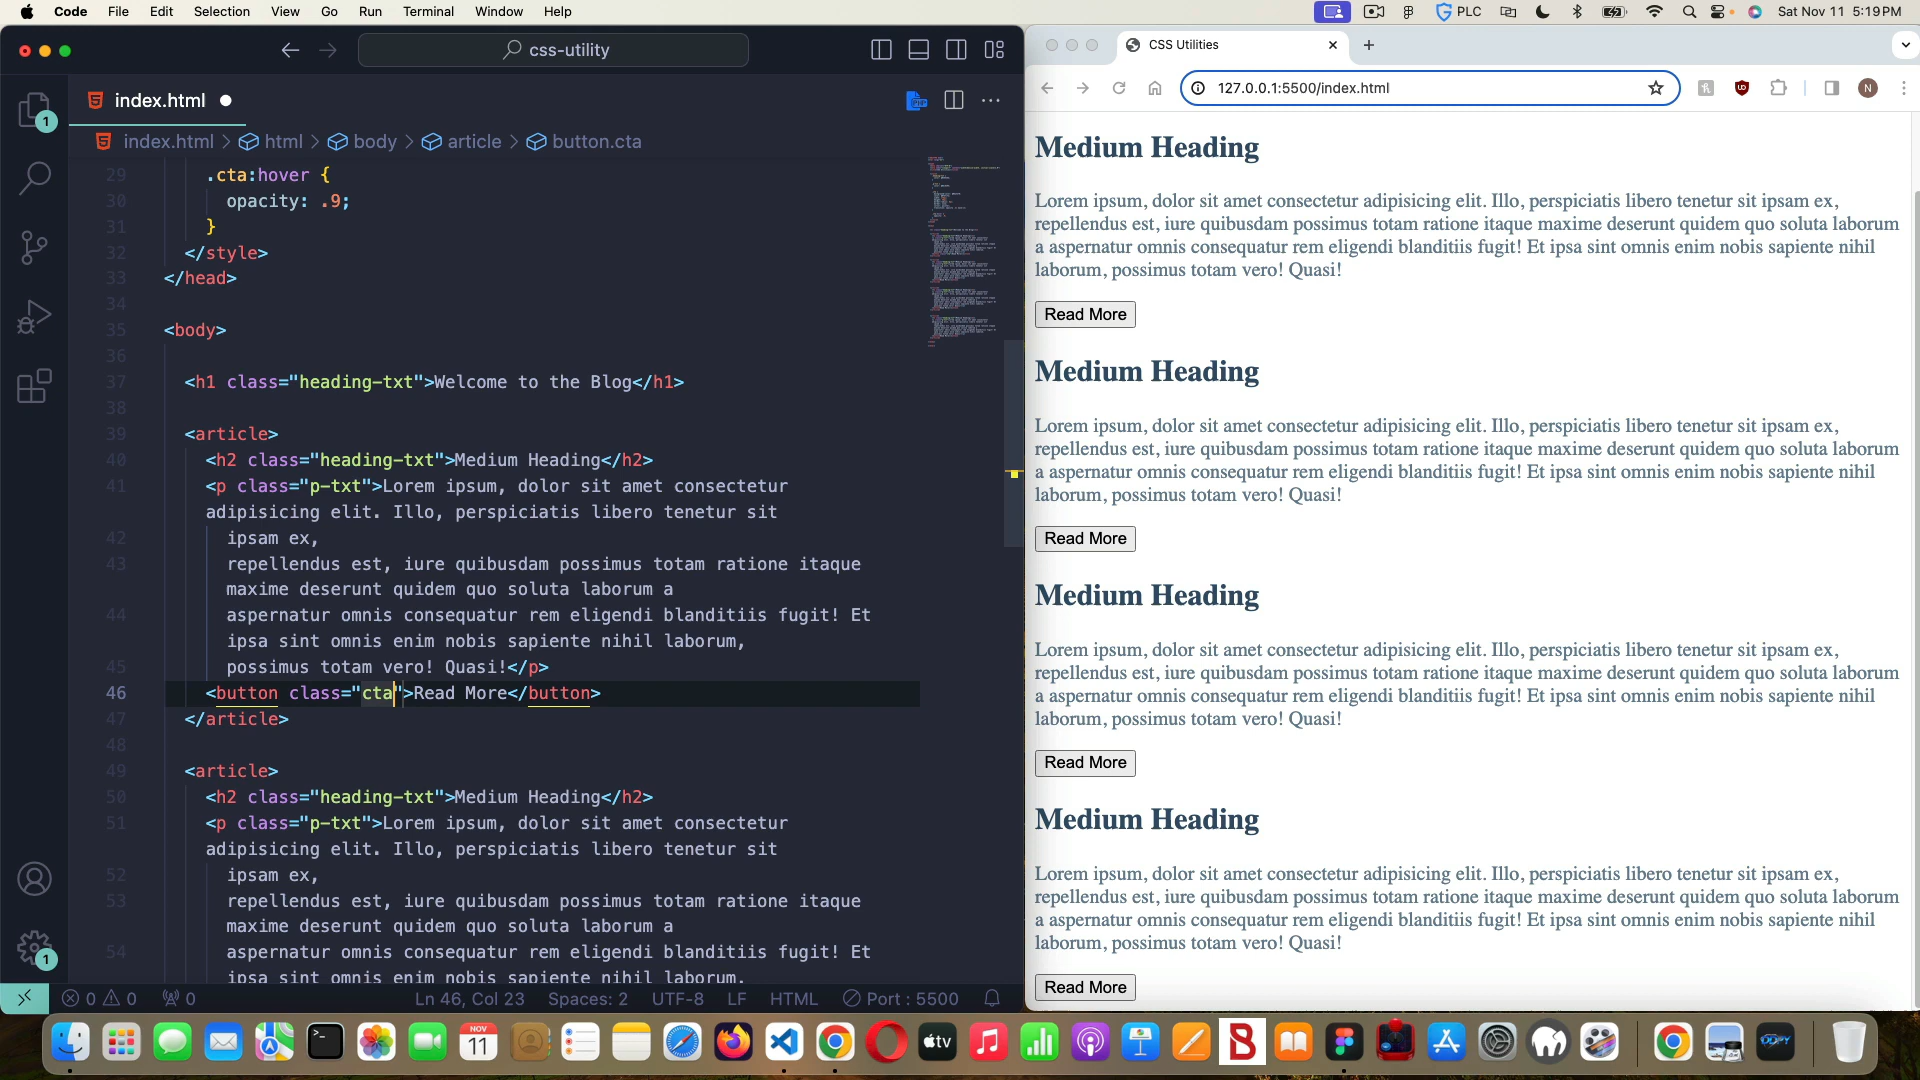 Code File Edit Selection View Go Run Terminal Window Help
PLC Sat Nov 11 5:19 PM
css-utility
index.html
1
index.html > html > body > article > button.cta
29 .cta:hover {
30 opacity: .9;
31 }
32 </style>
33 </head>
34
35 <body>
36
37 <h1 class="heading-txt">Welcome to the Blog</h1>
38
39 <article>
40 <h2 class="heading-txt">Medium Heading</h2>
41 <p class="p-txt">Lorem ipsum, dolor sit amet consectetur
adipisicing elit. Illo, perspiciatis libero tenetur sit
42 ipsam ex,
43 repellendus est, iure quibusdam possimus totam ratione itaque
maxime deserunt quidem quo soluta laborum a
44 aspernatur omnis consequatur rem eligendi blanditiis fugit! Et
ipsa sint omnis enim nobis sapiente nihil laborum,
45 possimus totam vero! Quasi!</p>
46 <button class="cta">Read More</button>
47 </article>
48
49 <article>
50 <h2 class="heading-txt">Medium Heading</h2>
51 <p class="p-txt">Lorem ipsum, dolor sit amet consectetur
adipisicing elit. Illo, perspiciatis libero tenetur sit
52 ipsam ex,
53 repellendus est, iure quibusdam possimus totam ratione itaque
maxime deserunt quidem quo soluta laborum a
54 aspernatur omnis consequatur rem eligendi blanditiis fugit! Et
ipsa sint omnis enim nobis sapiente nihil laborum,
1
0 0 0 Ln 46, Col 23 Spaces: 2 UTF-8 LF HTML Port : 5500
CSS Utilities
127.0.0.1:5500/index.html
N
Medium Heading
Lorem ipsum, dolor sit amet consectetur adipisicing elit. Illo, perspiciatis libero tenetur sit ipsam ex,
repellendus est, iure quibusdam possimus totam ratione itaque maxime deserunt quidem quo soluta laborum
a aspernatur omnis consequatur rem eligendi blanditiis fugit! Et ipsa sint omnis enim nobis sapiente nihil
laborum, possimus totam vero! Quasi!
Read More
Medium Heading
Lorem ipsum, dolor sit amet consectetur adipisicing elit. Illo, perspiciatis libero tenetur sit ipsam ex,
repellendus est, iure quibusdam possimus totam ratione itaque maxime deserunt quidem quo soluta laborum
a aspernatur omnis consequatur rem eligendi blanditiis fugit! Et ipsa sint omnis enim nobis sapiente nihil
laborum, possimus totam vero! Quasi!
Read More
Medium Heading
Lorem ipsum, dolor sit amet consectetur adipisicing elit. Illo, perspiciatis libero tenetur sit ipsam ex,
repellendus est, iure quibusdam possimus totam ratione itaque maxime deserunt quidem quo soluta laborum
a aspernatur omnis consequatur rem eligendi blanditiis fugit! Et ipsa sint omnis enim nobis sapiente nihil
laborum, possimus totam vero! Quasi!
Read More
Medium Heading
Lorem ipsum, dolor sit amet consectetur adipisicing elit. Illo, perspiciatis libero tenetur sit ipsam ex,
repellendus est, iure quibusdam possimus totam ratione itaque maxime deserunt quidem quo soluta laborum
a aspernatur omnis consequatur rem eligendi blanditiis fugit! Et ipsa sint omnis enim nobis sapiente nihil
laborum, possimus totam vero! Quasi!
Read More
NOV
11
tv